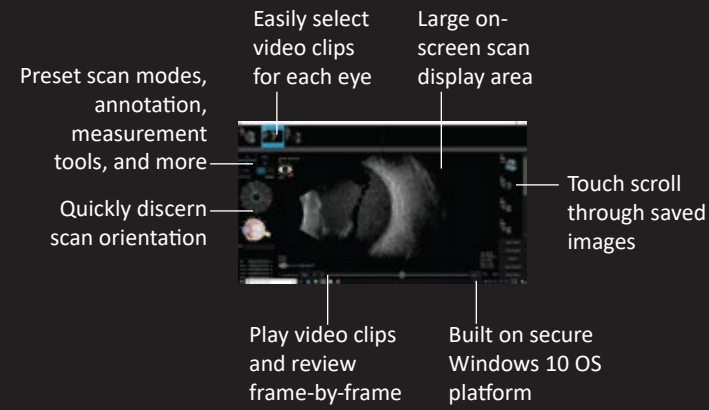 Easily select
video clips
for each eye
Large on-
screen scan
display area
Preset scan modes,
annotation,
measurement
tools, and more
Quickly discern
scan orientation
Touch scroll
through saved
images
Play video clips
and review
frame-by-frame
Built on secure
Windows 10 OS
platform